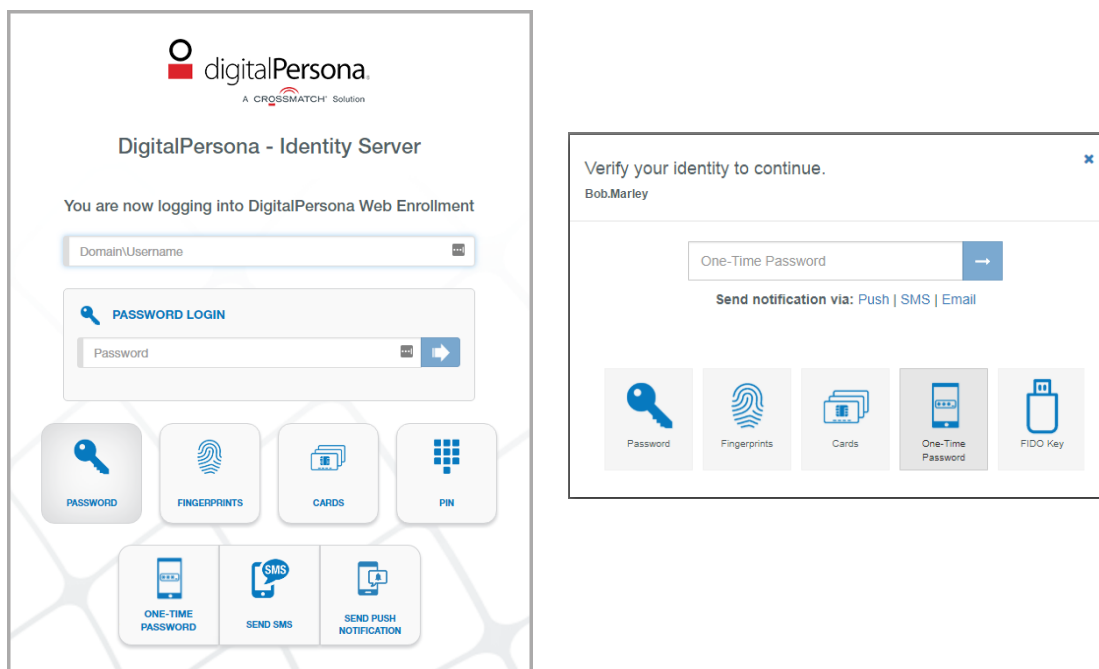 digitalPersona.
A CROSSMATCH® Solution
DigitalPersona - Identity Server
You are now logging into DigitalPersona Web Enrollment
Domain\Username
PASSWORD LOGIN
Password
PASSWORD
FINGERPRINTS
CARDS
PIN
SMS
ONE-TIME
PASSWORD
SEND SMS
SEND PUSH
NOTIFICATION
Verify your identity to continue.
Bob.Marley
One-Time Password
Send notification via: Push | SMS | Email
Password
Fingerprints
Cards
One-Time
Password
FIDO Key